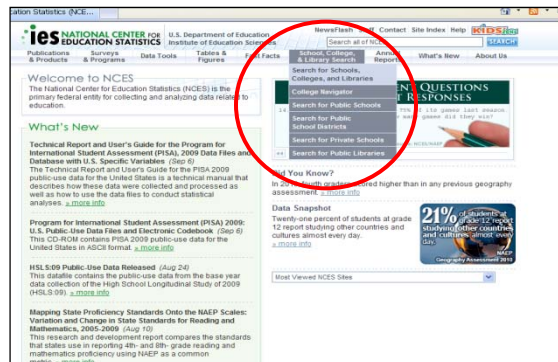 ation Statistics (NCE...
ies NATIONAL CENTER FOR EDUCATION STATISTICS
U.S. Department of Education
Institute of Education Sciences
NewsFlash Staff Contact Site Index Help
Search all of NCES SEARCH
Publications & Products
Surveys & Programs
Data Tools
Tables & Figures
Fast Facts
School, College, & Library Search
Annual Reports
What's New
About Us
Search for Schools, Colleges, and Libraries
College Navigator
Search for Public Schools
Search for Public School Districts
Search for Private Schools
Search for Public Libraries
Welcome to NCES
The National Center for Education Statistics (NCES) is the
primary federal entity for collecting and analyzing data related to
education.
ENT QUESTIONS
T RESPONSES
What's New
Technical Report and User's Guide for the Program for
International Student Assessment (PISA), 2009 Data Files and
Database with U.S. Specific Variables (Sep 6)
The Technical Report and User's Guide for the PISA 2009
public-use data for the United States is a technical manual that
describes how these data were collected and processed as
well as how to use the data files to conduct statistical
analyses. » more info
Program for International Student Assessment (PISA) 2009:
U.S. Public-Use Data Files and Electronic Codebook (Sep 6)
This CD-ROM contains PISA 2009 public-use data for the
United States in ASCII format. » more info
HSLS:09 Public-Use Data Released (Aug 24)
This datafile contains the public-use data from the base year
data collection of the High School Longitudinal Study of 2009
(HSLS:09). » more info
Mapping State Proficiency Standards Onto the NAEP Scales:
Variation and Change in State Standards for Reading and
Mathematics, 2005-2009 (Aug 10)
This research and development report compares the standards
that states use in reporting 4th- and 8th- grade reading and
mathematics proficiency using NAEP as a common
Did You Know?
In 2010, fourth graders scored higher than in any previous geography
assessment. » more info
Data Snapshot
Twenty-one percent of students at grade
12 report studying other countries and
cultures almost every day.
» more info
21% of students at
grade 12 report
studying other countries
and cultures almost every
day.
NAEP
Geography Assessment 2010
Most Viewed NCES Sites